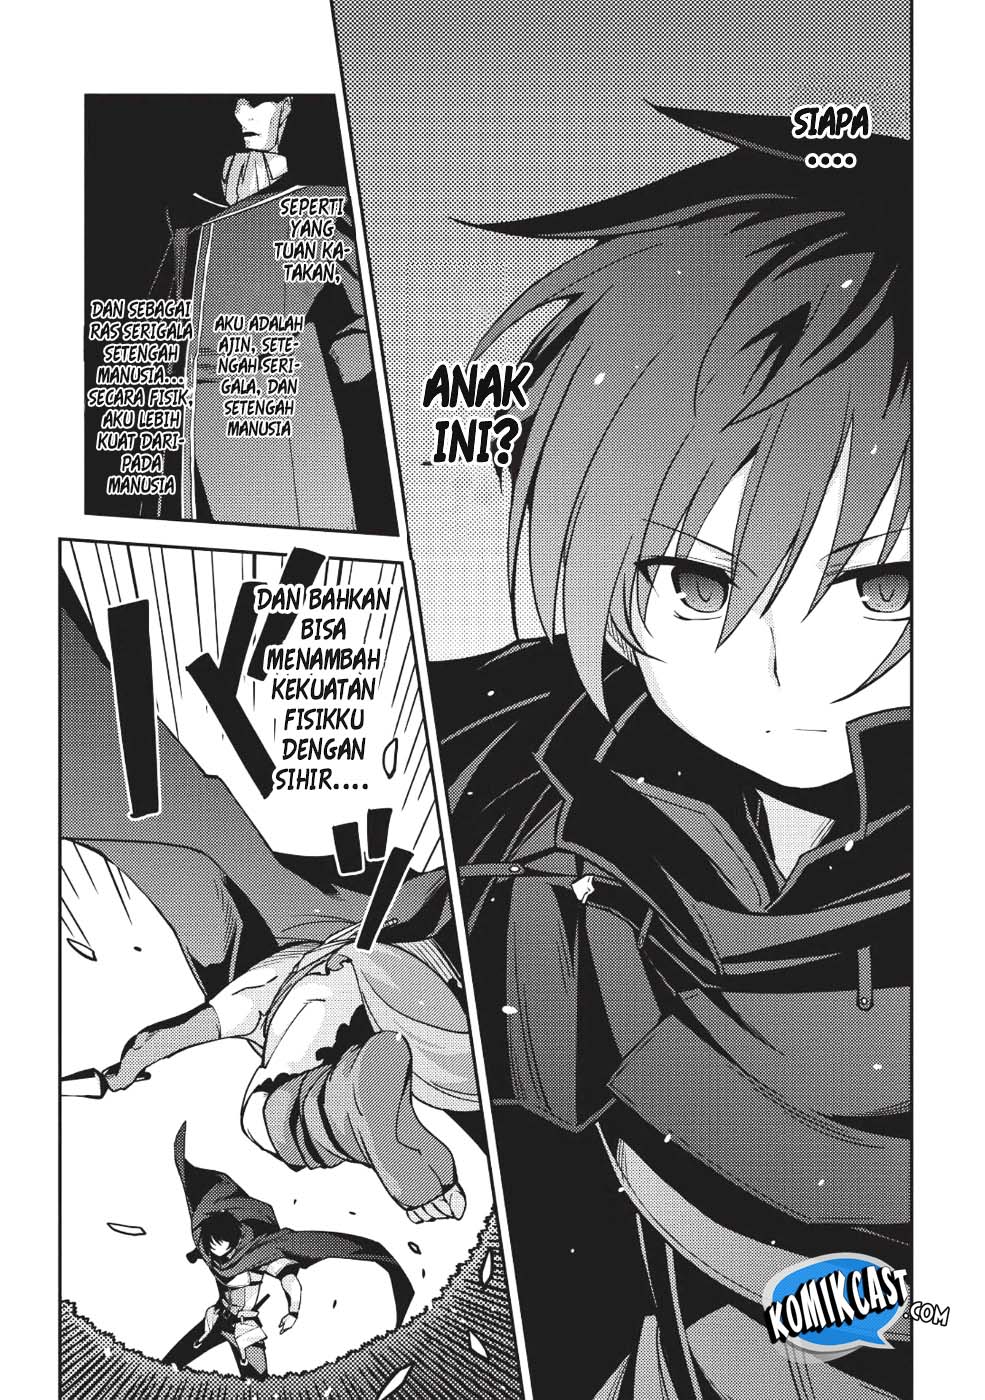 SIAPA
....
ANAK
INI?
SEPERTI
YANG
TUAN KA-
TAKAN,
AKU ADALAH
AJIN, SETE-
NGAH SERI-
GALA, DAN
SETENGAH
MANUSIA
DAN SEBAGAI
RAS SERIGALA
SETENGAH
MANUSIA...
SECARA FISIK,
AKU LEBIH
KUAT DARI-
PADA
MANUSIA
DAN BAHKAN
BISA
MENAMBAH
KEKUATAN
FISIKKU
DENGAN
SIHIR....
KOMIKCAST.COM